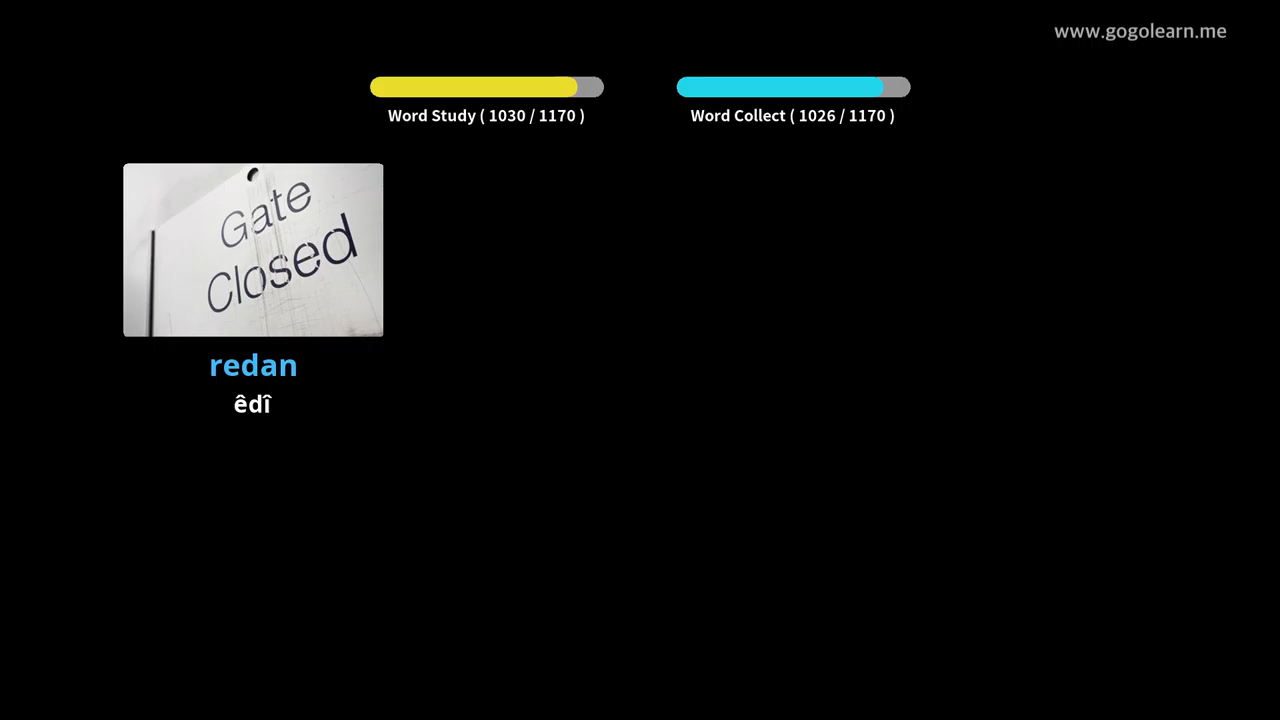 www.gogolearn.me
Word Study ( 1030 / 1170 )
Word Collect ( 1026 / 1170 )
Gate
Closed
redan
êdî